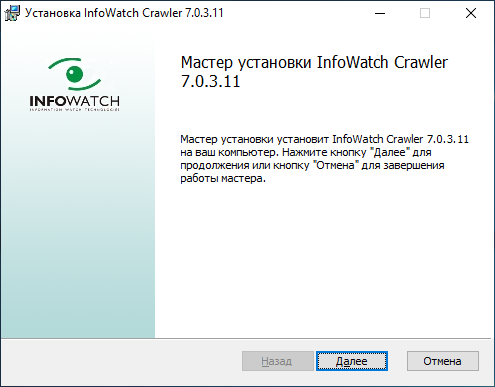 Установка InfoWatch Crawler 7.0.3.11
INFOWATCH
INFORMATION WATCH TECHNOLOGIES
Мастер установки InfoWatch Crawler
7.0.3.11
Мастер установки установит InfoWatch Crawler 7.0.3.11
на ваш компьютер. Нажмите кнопку "Далее" для
продолжения или кнопку "Отмена" для завершения
работы мастера.
Назад Далее Отмена